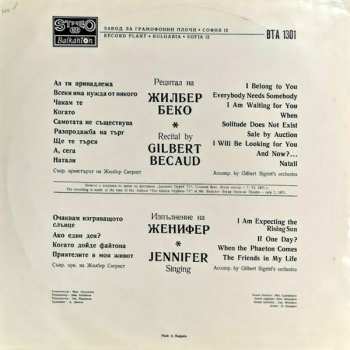 STEREO
Balkanton
ЗАВОД ЗА ГРАМОФОННИ ПЛОЧИ • СОФИЯ 12
RECORD PLANT • BULGARIA • SOFIA 12
ВТА 1301
Аз ти принадлежа
Всеки има нужда от някого
Чакам те
Когато
Самотата не съществува
Разпродажба на търг
Ще те търся
А, сега
Натали
Съпр. оркестърът на Жилбер Сигрист
Рецитал на
ЖИЛБЕР
БЕКО
*
Recital by
GILBERT
BECAUD
I Belong to You
Everybody Needs Somebody
I Am Waiting for You
When
Solitude Does Not Exist
Sale by Auction
I Will Be Looking for You
And Now?...
Natali
Accomp. by Gilbert Sigrist's orchestra
Очаквам изгряващото
слънце
Ако един ден?
Когато дойде файтона
Приятелите в моя живот
Съпр. орк. на Жилбер Сигрист
Изпълнение на
ЖЕНИФЕР
*
JENNIFER
Singing
I Am Expecting the
Rising Sun
If One Day?
When the Phaeton Comes
The Friends in My Life
Accomp. by Gilbert Sigrist's orchestra
Made in Bulgaria